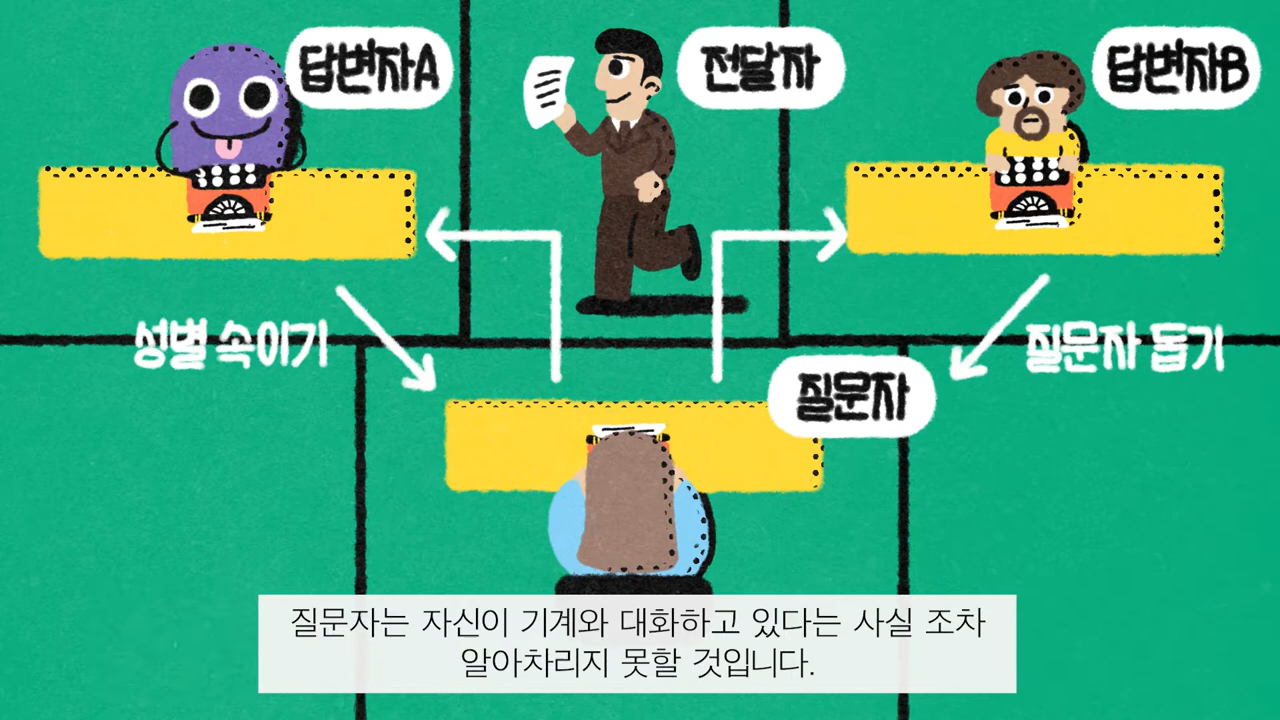 답변자A
전달자
답변자B
성별 속이기
질문자 돕기
질문자
질문자는 자신이 기계와 대화하고 있다는 사실 조차
알아차리지 못할 것입니다.